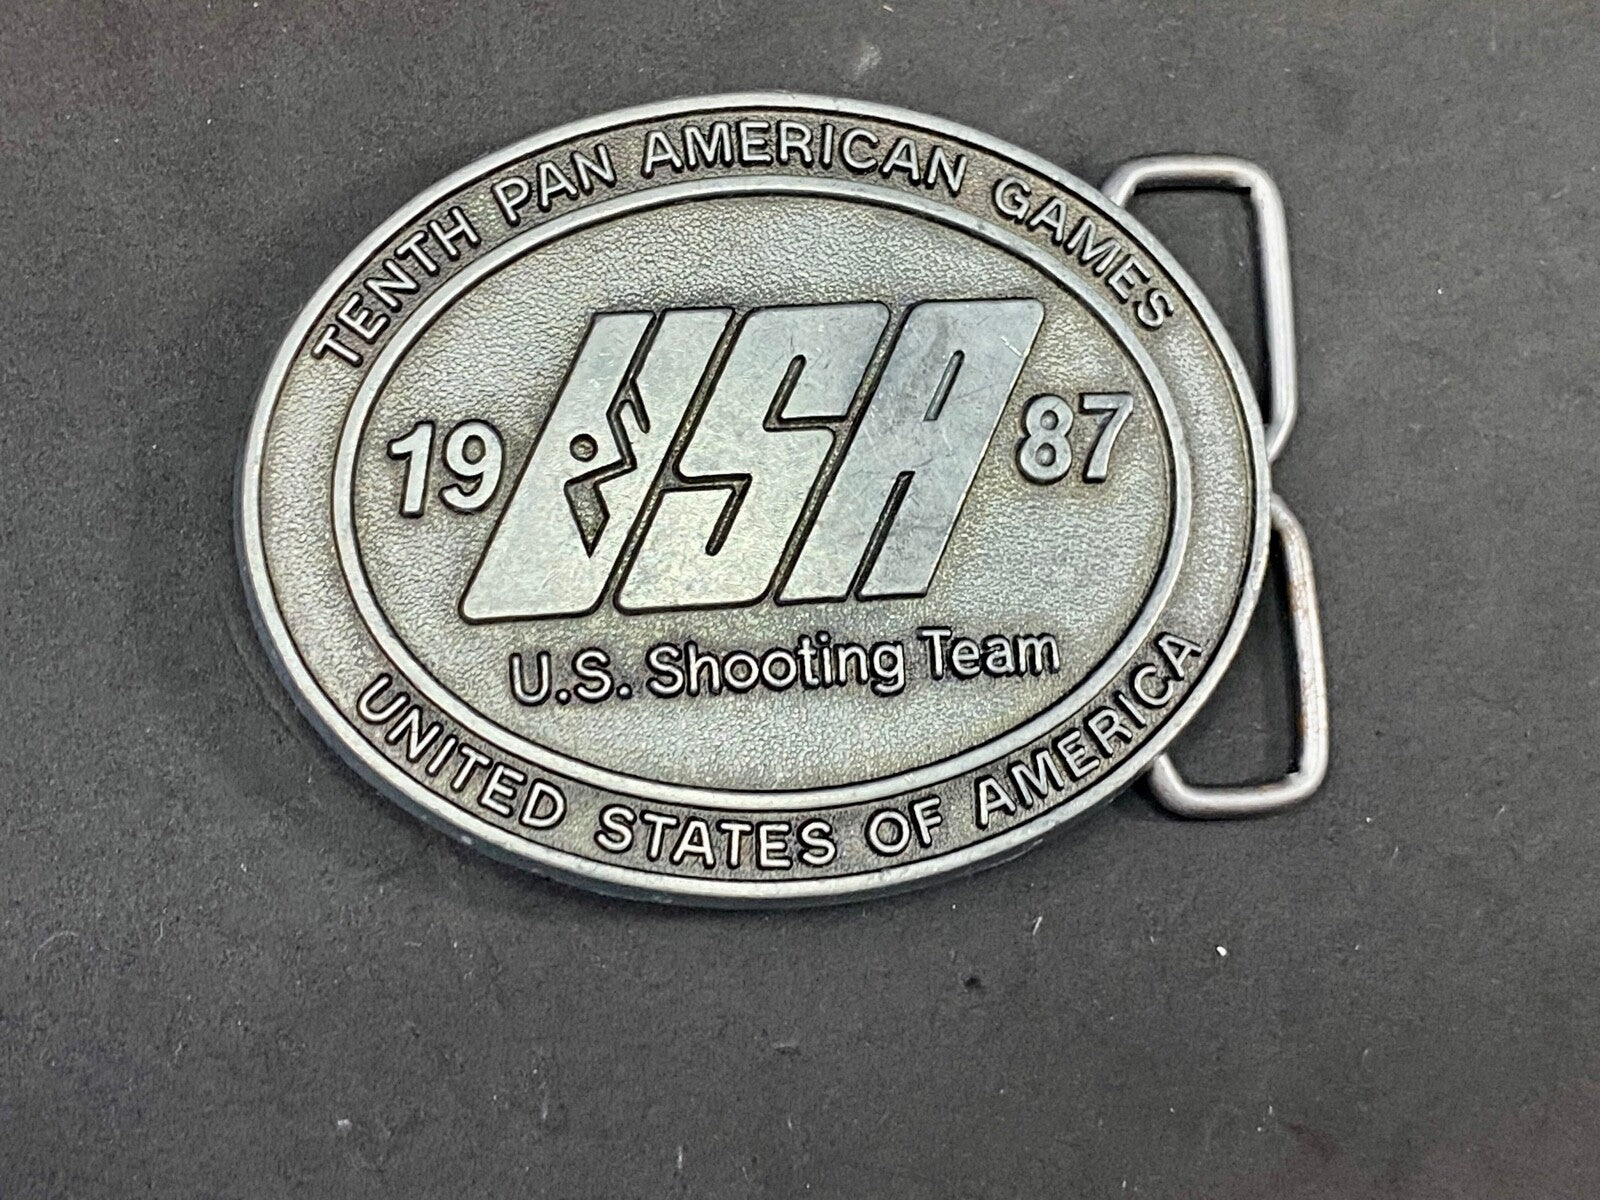 TENTH PAN AMERICAN GAMES
19 USA 87
U.S. Shooting Team
UNITED STATES OF AMERICA